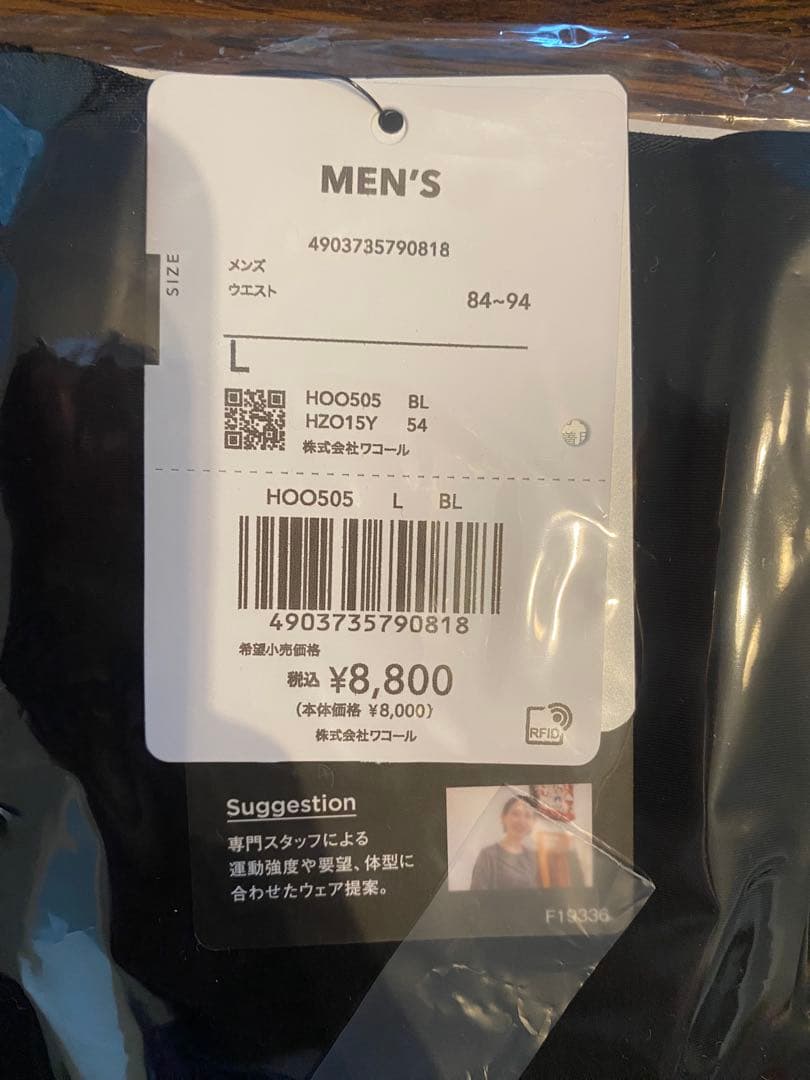 MEN'S
4903735790818
SIZE
メンズ
ウエスト 84~94
L
HOO505 BL
HZO15Y 54
株式会社ワコール
HOO505 L BL
4903735790818
希望小売価格
税込 ¥8,800
(本体価格 ¥8,000)
株式会社ワコール
RFID
Suggestion
専門スタッフによる
運動強度や要望、体型に
合わせたウェア提案。
F19336